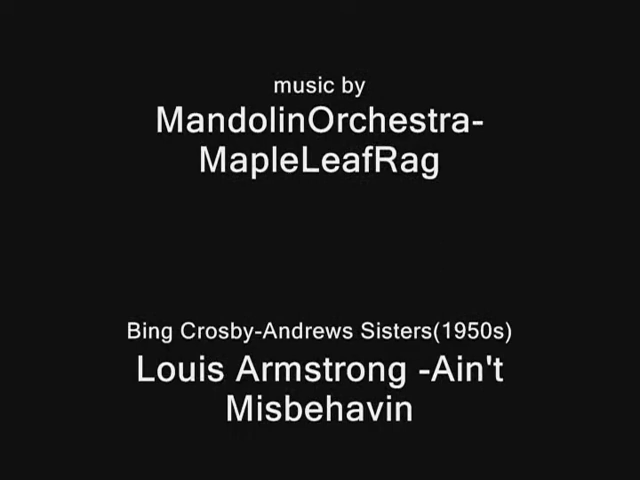 music by
MandolinOrchestra-
MapleLeafRag
Bing Crosby-Andrews Sisters(1950s)
Louis Armstrong -Ain't
Misbehavin